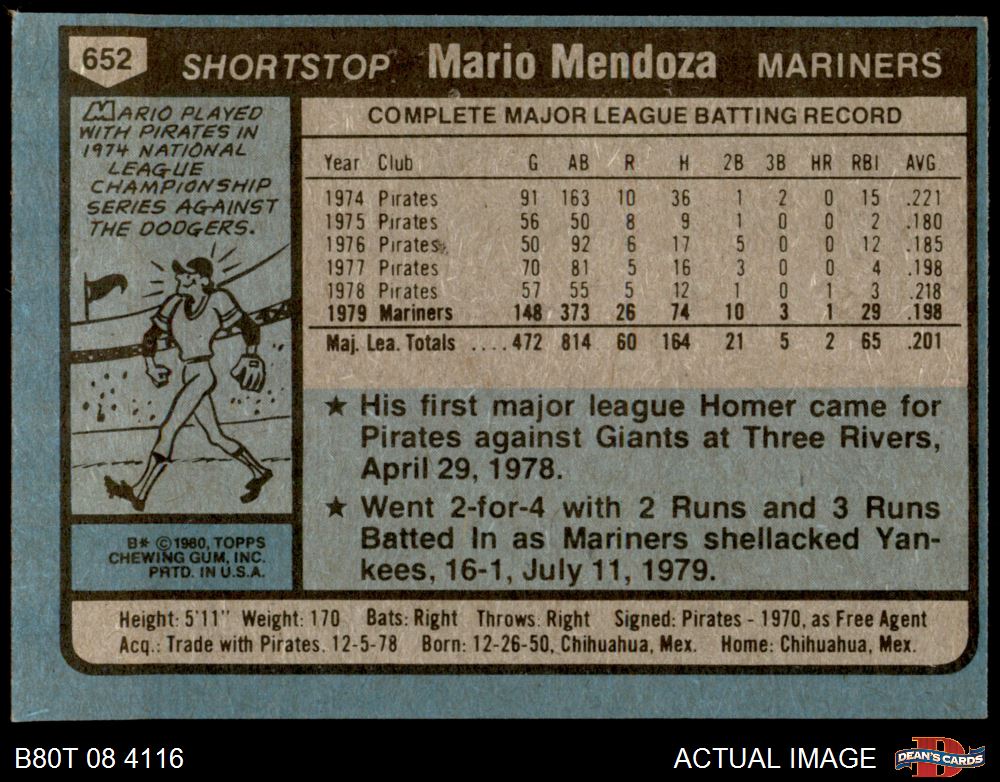 652 SHORTSTOP Mario Mendoza MARINERS
MARIO PLAYED
WITH PIRATES IN
1974 NATIONAL
LEAGUE
CHAMPIONSHIP
SERIES AGAINST
THE DODGERS.
B* ©1980, TOPPS
CHEWING GUM, INC.
PRTD. IN U.S.A.
COMPLETE MAJOR LEAGUE BATTING RECORD
Year Club G AB R H 2B 3B HR RBI AVG
1974 Pirates 91 163 10 36 1 2 0 15 .221
1975 Pirates 56 50 8 9 1 0 0 2 .180
1976 Pirates 50 92 6 17 5 0 0 12 .185
1977 Pirates 70 81 5 16 3 0 0 4 .198
1978 Pirates 57 55 5 12 1 0 1 3 .218
1979 Mariners 148 373 26 74 10 3 1 29 .198
Maj. Lea. Totals ....472 814 60 164 21 5 2 65 .201
★ His first major league Homer came for
Pirates against Giants at Three Rivers,
April 29, 1978.
★ Went 2-for-4 with 2 Runs and 3 Runs
Batted In as Mariners shellacked Yan-
kees, 16-1, July 11, 1979.
Height: 5'11" Weight: 170 Bats: Right Throws: Right Signed: Pirates - 1970, as Free Agent
Acq.: Trade with Pirates. 12-5-78 Born: 12-26-50, Chihuahua, Mex. Home: Chihuahua, Mex.
B80T 08 4116 ACTUAL IMAGE DEAN'S CARDS